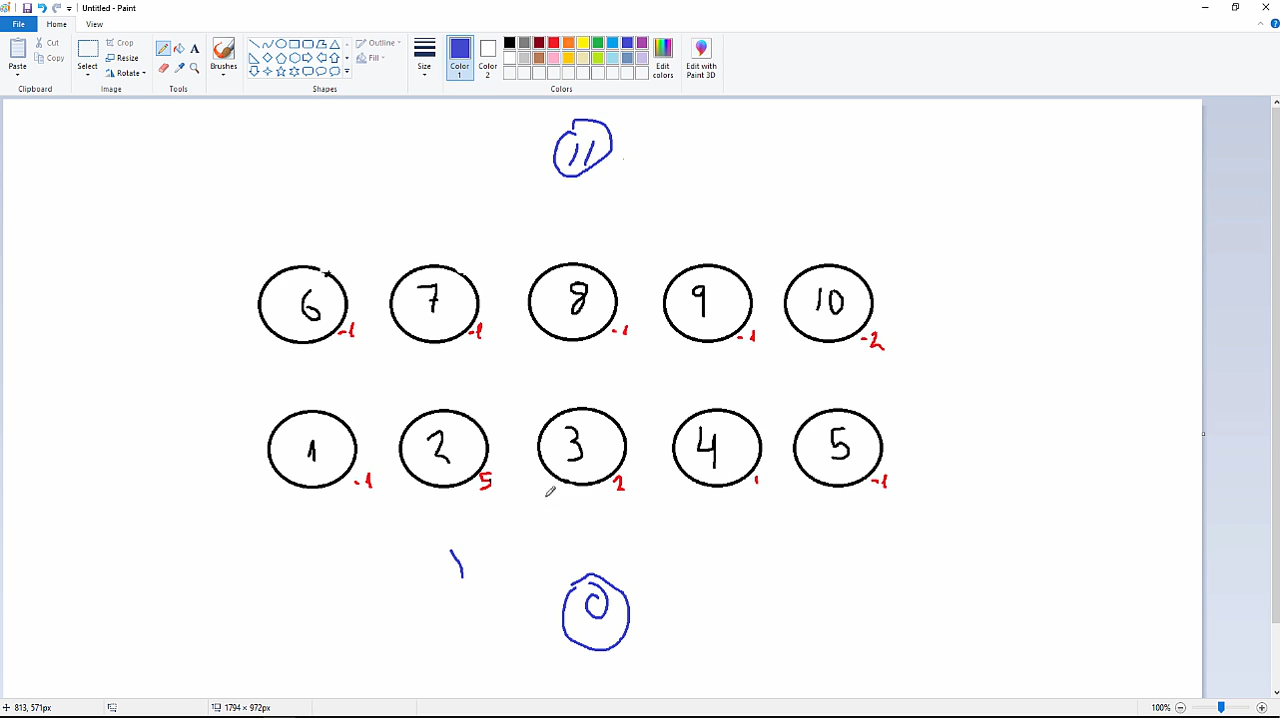 Untitled - Paint
File Home View
Paste Cut Copy Clipboard
Select Crop Resize Rotate Image
Tools
Brushes
Outline Fill Shapes
Size
Color 1
Color 2
Edit colors
Colors
Edit with Paint 3D
11
6 7 8 9 10
-1 -1 -1 -1 -2
1 2 3 4 5
-1 5 2 1 -1
0
813, 571px 1794 × 972px 100%